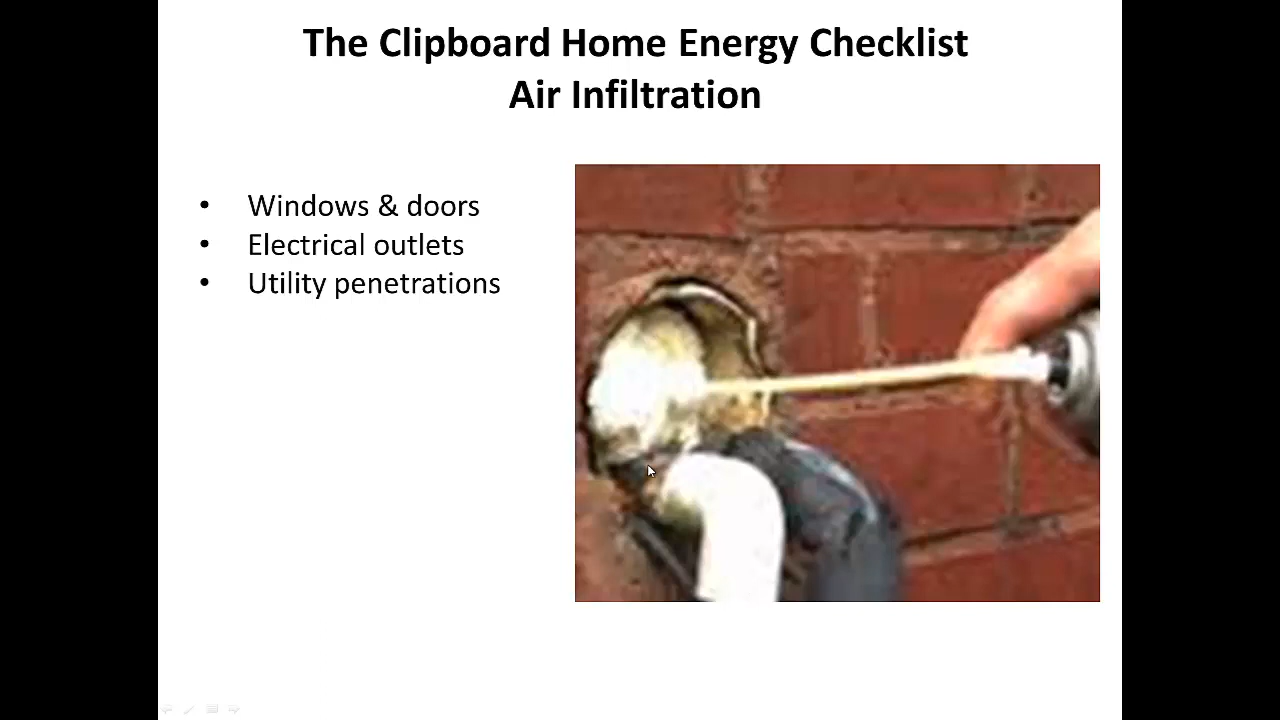 The Clipboard Home Energy Checklist
Air Infiltration
• Windows & doors
• Electrical outlets
• Utility penetrations